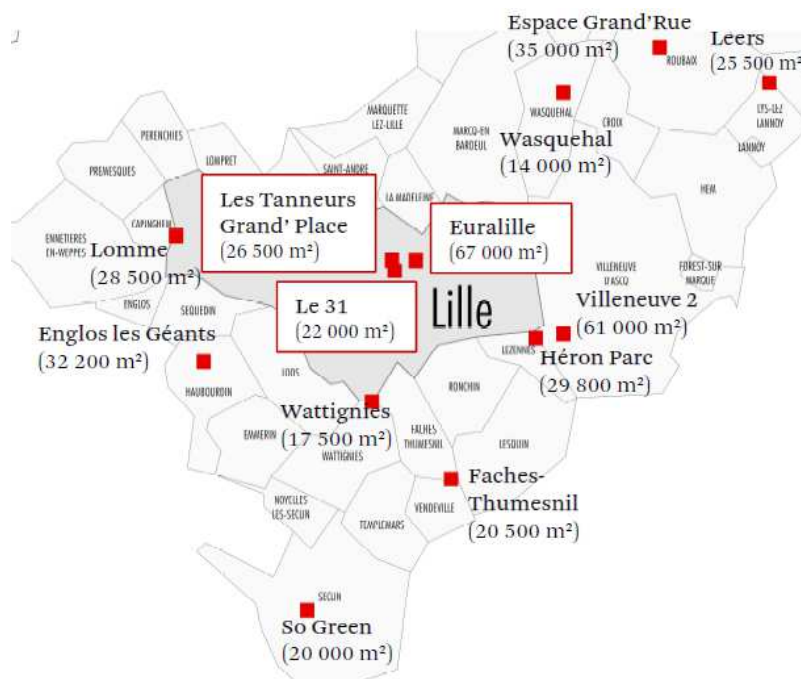 Espace Grand'Rue
(35 000 m²)
Leers
(25 500 m²)
ROUBAIX
LYS-LEZ
LANNOY
WASQUEHAL
CROIX
LANNOY
Wasquehal
(14 000 m²)
MARQUETTE
LEZ-LILLE
MARCQ-EN
BAROEUL
PERENCHIES
LOMPRET
PREMESQUES
SAINT-ANDRE
LA MADELEINE
HEM
Les Tanneurs
Grand' Place
(26 500 m²)
Euralille
(67 000 m²)
CAPINGHEM
ENNETIERES
EN-WEPPES
Lomme
(28 500 m²)
VILLENEUVE
D'ASCQ
FOREST-SUR
MARQUE
ENGLOS
SEQUEDIN
Le 31
(22 000 m²)
Lille
Villeneuve 2
(61 000 m²)
Englos les Géants
(32 200 m²)
LEZENNES
Héron Parc
(29 800 m²)
HAUBOURDIN
LOOS
RONCHIN
Wattignies
(17 500 m²)
EMMERIN
WATTIGNIES
FACHES
THUMESNIL
LESQUIN
Faches-
Thumesnil
(20 500 m²)
NOYELLES
LES-SECLIN
TEMPLEMARS
VENDEVILLE
SECLIN
So Green
(20 000 m²)